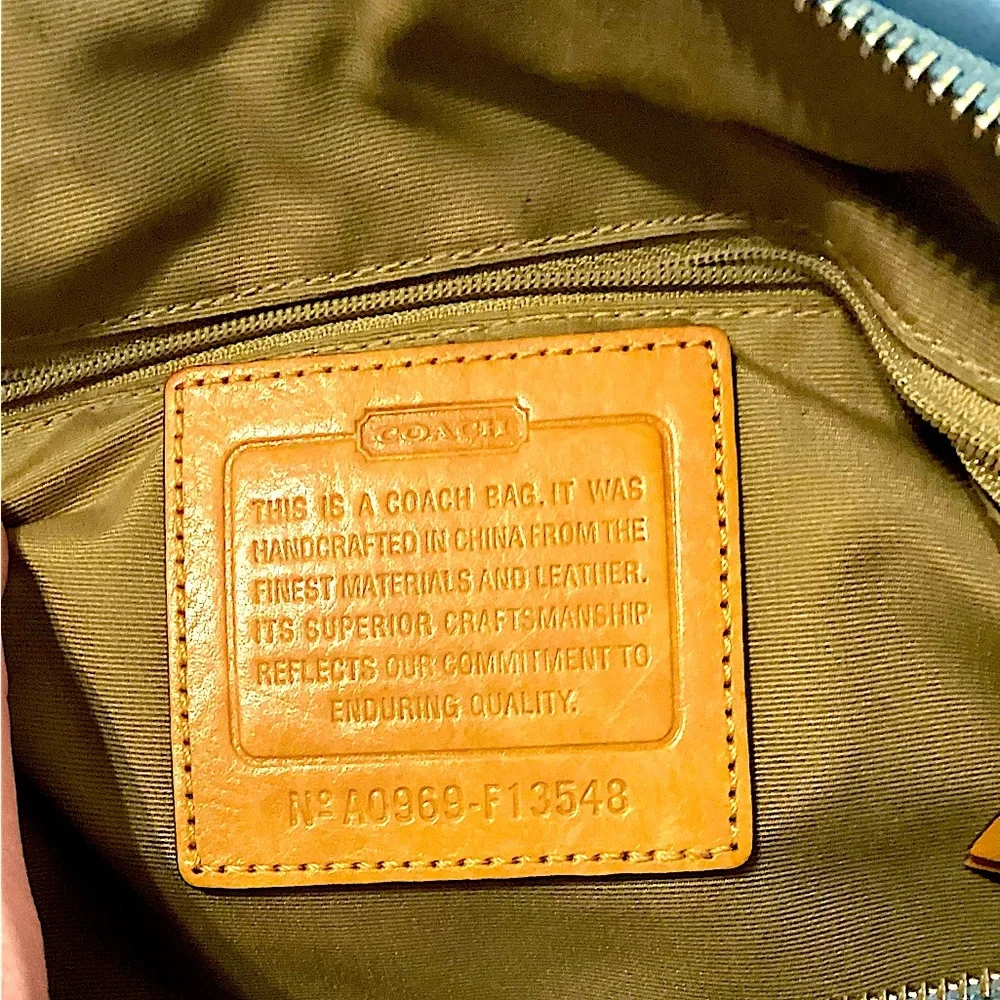 COACH
THIS IS A COACH BAG. IT WAS
HANDCRAFTED IN CHINA FROM THE
FINEST MATERIALS AND LEATHER.
ITS SUPERIOR CRAFTSMANSHIP
REFLECTS OUR COMMITMENT TO
ENDURING QUALITY.
Nº A0969-F13548